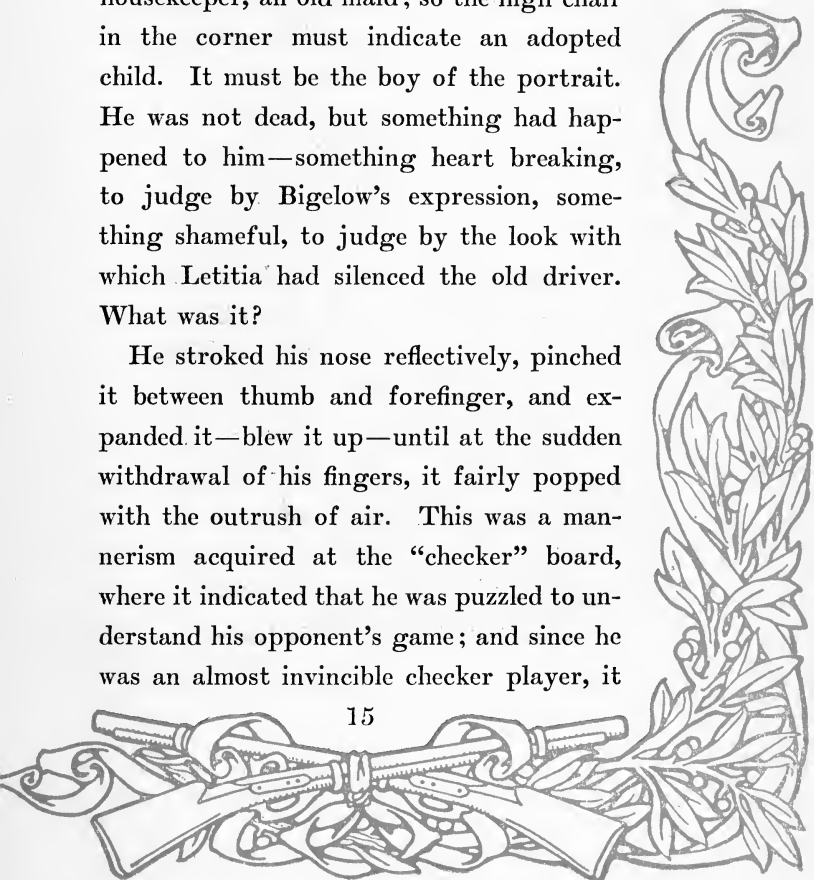 housekeeper, an old maid; so the high chair
in the corner must indicate an adopted
child. It must be the boy of the portrait.
He was not dead, but something had hap-
pened to him—something heart breaking,
to judge by Bigelow's expression, some-
thing shameful, to judge by the look with
which Letitia had silenced the old driver.
What was it?
He stroked his nose reflectively, pinched
it between thumb and forefinger, and ex-
panded it—blew it up—until at the sudden
withdrawal of his fingers, it fairly popped
with the outrush of air. This was a man-
nerism acquired at the “checker” board,
where it indicated that he was puzzled to un-
derstand his opponent's game; and since he
was an almost invincible checker player, it
15